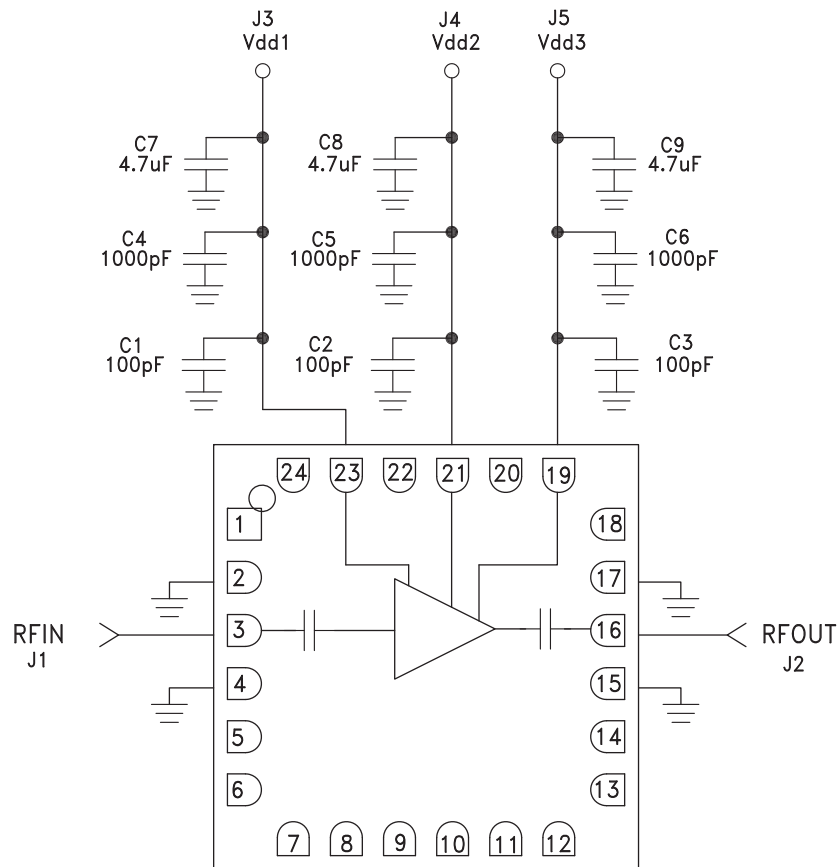 J3
Vdd1
J4
Vdd2
J5
Vdd3
C7
4.7uF
C8
4.7uF
C9
4.7uF
C4
1000pF
C5
1000pF
C6
1000pF
C1
100pF
C2
100pF
C3
100pF
24
23
22
21
20
19
1
18
2
17
RFIN
J1
3
16
RFOUT
J2
4
15
5
14
6
13
7
8
9
10
11
12